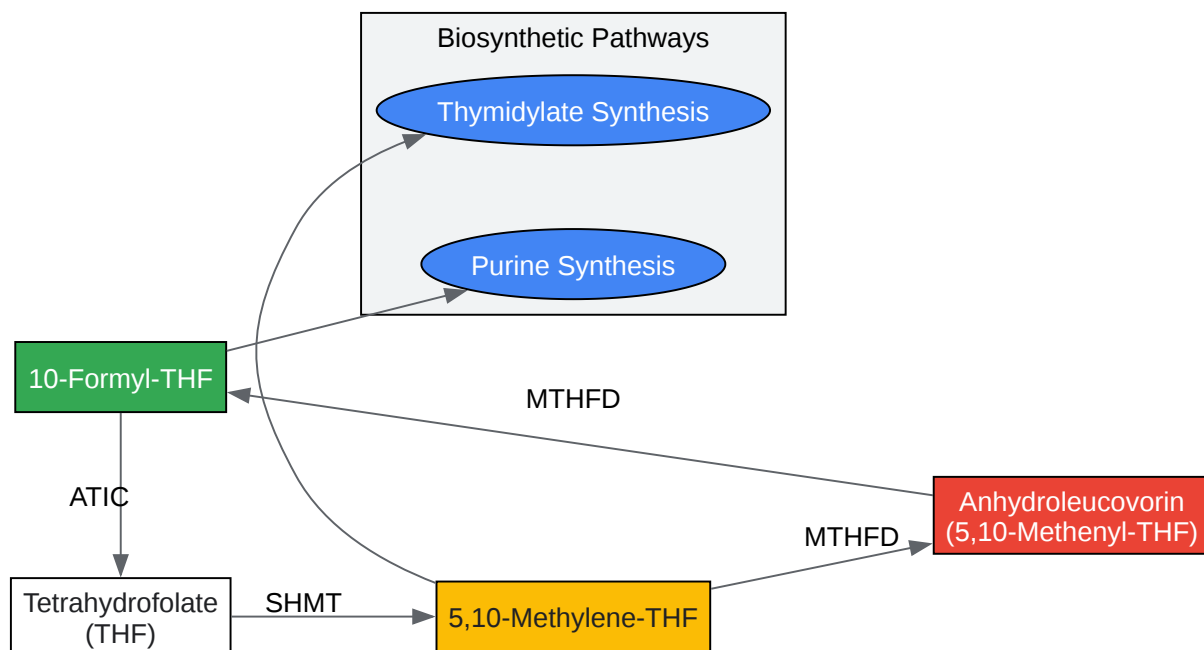 Biosynthetic Pathways
Thymidylate Synthesis
Purine Synthesis
10-Formyl-THF
MTHFD
ATIC
Anhydroleucovorin
(5,10-Methenyl-THF)
MTHFD
Tetrahydrofolate
(THF)
SHMT
5,10-Methylene-THF